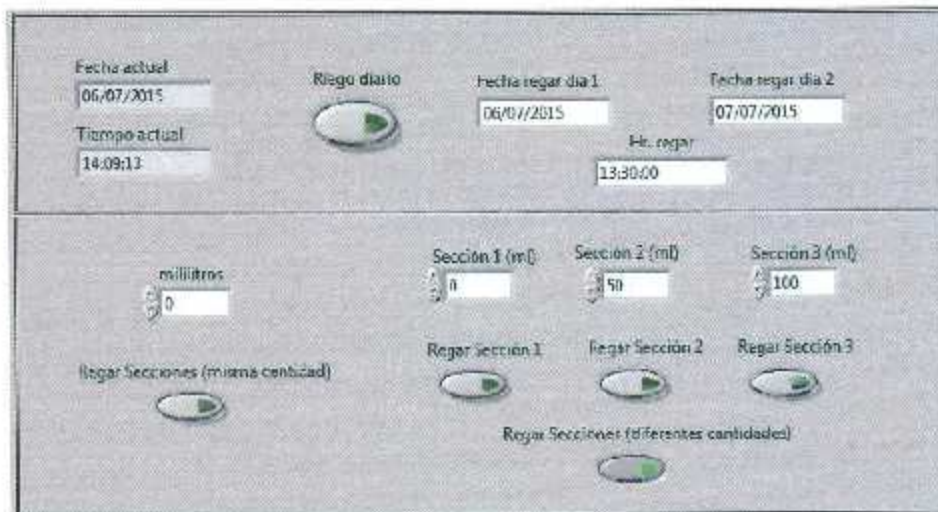 Fecha actual
06/07/2015
Tiempo actual
14:09:13
Riego diario
Fecha regar dia 1
06/07/2015
Fecha regar dia 2
07/07/2015
Hr. regar
13:30:00
mililitros
0
Regar Secciones (misma cantidad)
Sección 1 (ml)
0
Sección 2 (ml)
50
Sección 3 (ml)
100
Regar Sección 1
Regar Sección 2
Regar Sección 3
Regar Secciones (diferentes cantidades)